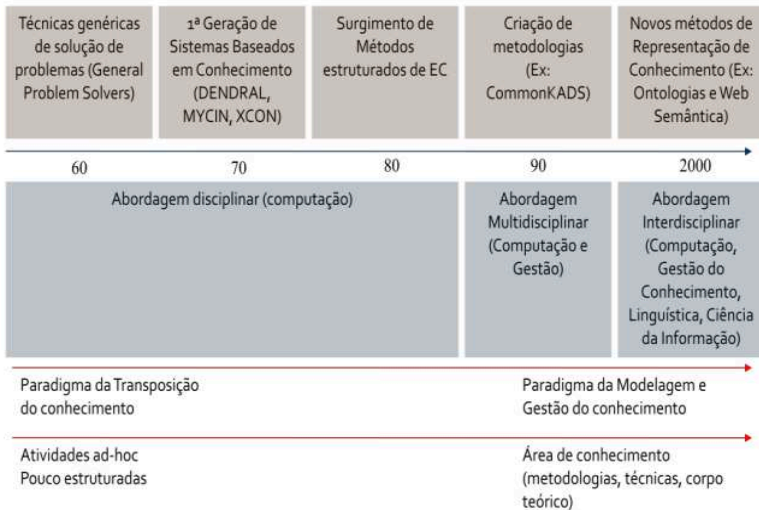 Técnicas genéricas
de solução de
problemas (General
Problem Solvers)
1ª Geração de
Sistemas Baseados
em Conhecimento
(DENDRAL,
MYCIN, XCON)
Surgimento de
Métodos
estruturados de EC
Criação de
metodologias
(Ex:
CommonKADS)
Novos métodos de
Representação de
Conhecimento (Ex:
Ontologias e Web
Semântica)
60
70
80
90
2000
Abordagem disciplinar (computação)
Abordagem
Multidisciplinar
(Computação e
Gestão)
Abordagem
Interdisciplinar
(Computação,
Gestão do
Conhecimento,
Linguística, Ciência
da Informação)
Paradigma da Transposição
do conhecimento
Paradigma da Modelagem e
Gestão do conhecimento
Atividades ad-hoc
Pouco estruturadas
Área de conhecimento
(metodologias, técnicas, corpo
teórico)